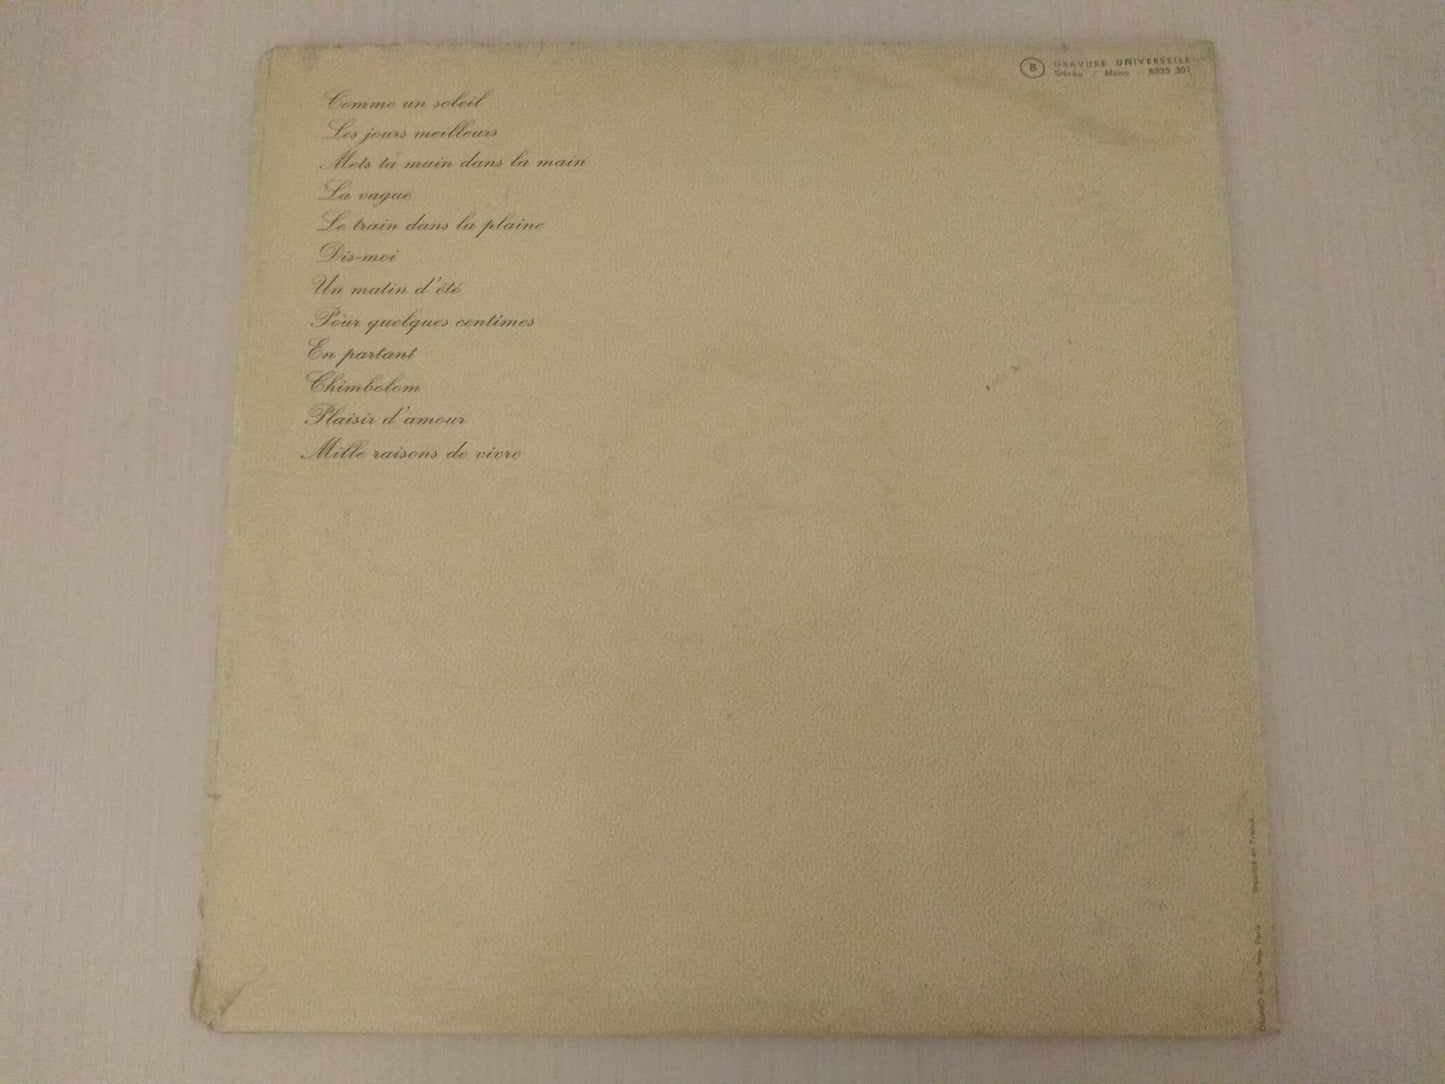 B GRAVURE UNIVERSELLE
Stéréo Mono 6325 301
Comme un soleil
Les jours meilleurs
Mets ta main dans la main
La vague
Le train dans la plaine
Dis-moi
Un matin d'été
Pour quelques centimes
En partant
Chimbolom
Plaisir d'amour
Mille raisons de vivre
Imprimé en France
Imp. Paris